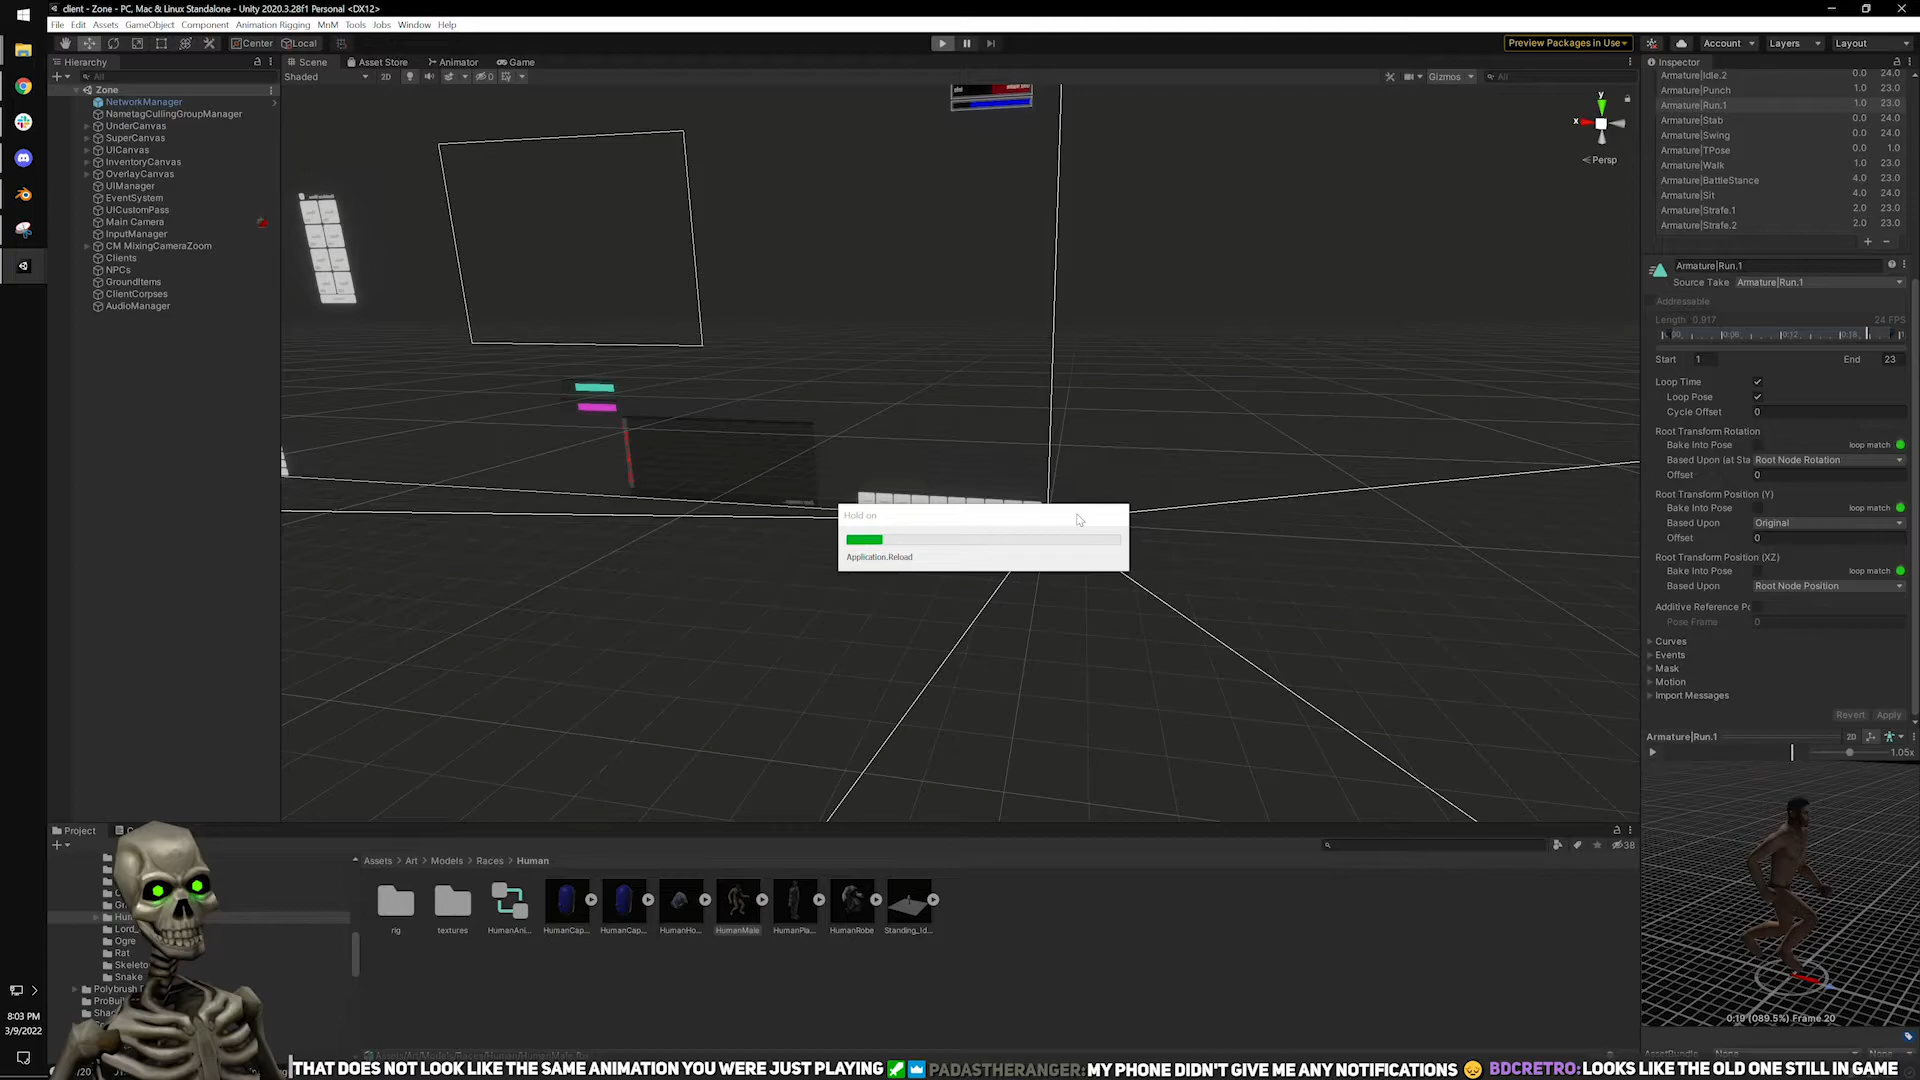 client - Zone - PC, Mac & Linux Standalone - Unity 2020.3.28f1 Personal <DX12>
File Edit Assets GameObject Component Animation Rigging MnM Tools Jobs Window Help
Center Local
Preview Packages in Use
Account
Layers
Layout
Hierarchy
All
Zone
NetworkManager
NametagCullingGroupManager
UnderCanvas
SuperCanvas
UICanvas
InventoryCanvas
OverlayCanvas
UIManager
EventSystem
UICustomPass
Main Camera
InputManager
CM MixingCameraZoom
Clients
NPCs
GroundItems
ClientCorpses
AudioManager
Scene Asset Store Animator Game
Shaded 2D 0 Gizmos All
y
x
Persp
Hold on
Application.Reload
Inspector
Armature|Idle.2 0.0 24.0
Armature|Punch 1.0 23.0
Armature|Run.1 1.0 23.0
Armature|Stab 0.0 24.0
Armature|Swing 0.0 24.0
Armature|TPose 0.0 1.0
Armature|Walk 1.0 23.0
Armature|BattleStance 4.0 23.0
Armature|Sit 4.0 24.0
Armature|Strafe.1 2.0 23.0
Armature|Strafe.2 2.0 23.0
Armature|Run.1
Source Take Armature|Run.1
Addressable
Length 0.917 24 FPS
0:06 0:12 0:18
Start 1 End 23
Loop Time
Loop Pose
Cycle Offset 0
Root Transform Rotation
Bake Into Pose loop match
Based Upon (at Sta Root Node Rotation
Offset 0
Root Transform Position (Y)
Bake Into Pose loop match
Based Upon Original
Offset 0
Root Transform Position (XZ)
Bake Into Pose loop match
Based Upon Root Node Position
Additive Reference Po
Pose Frame 0
Curves
Events
Mask
Motion
Import Messages
Revert Apply
Armature|Run.1 2D
1.05x
0:19 (089.5%) Frame 20
Project
Hum
Lord_
Ogre
Rat
Skeleto
Snake
Polybrush
ProBuil
Assets > Art > Models > Races > Human
38
rig
textures
HumanAni...
HumanCap...
HumanCap...
HumanHo...
HumanMale
HumanPla...
HumanRobe
Standing_Id...
8:03 PM
3/9/2022
THAT DOES NOT LOOK LIKE THE SAME ANIMATION YOU WERE JUST PLAYING PADASTHERANGER: MY PHONE DIDN'T GIVE ME ANY NOTIFICATIONS BDCRETRO: LOOKS LIKE THE OLD ONE STILL IN GAME